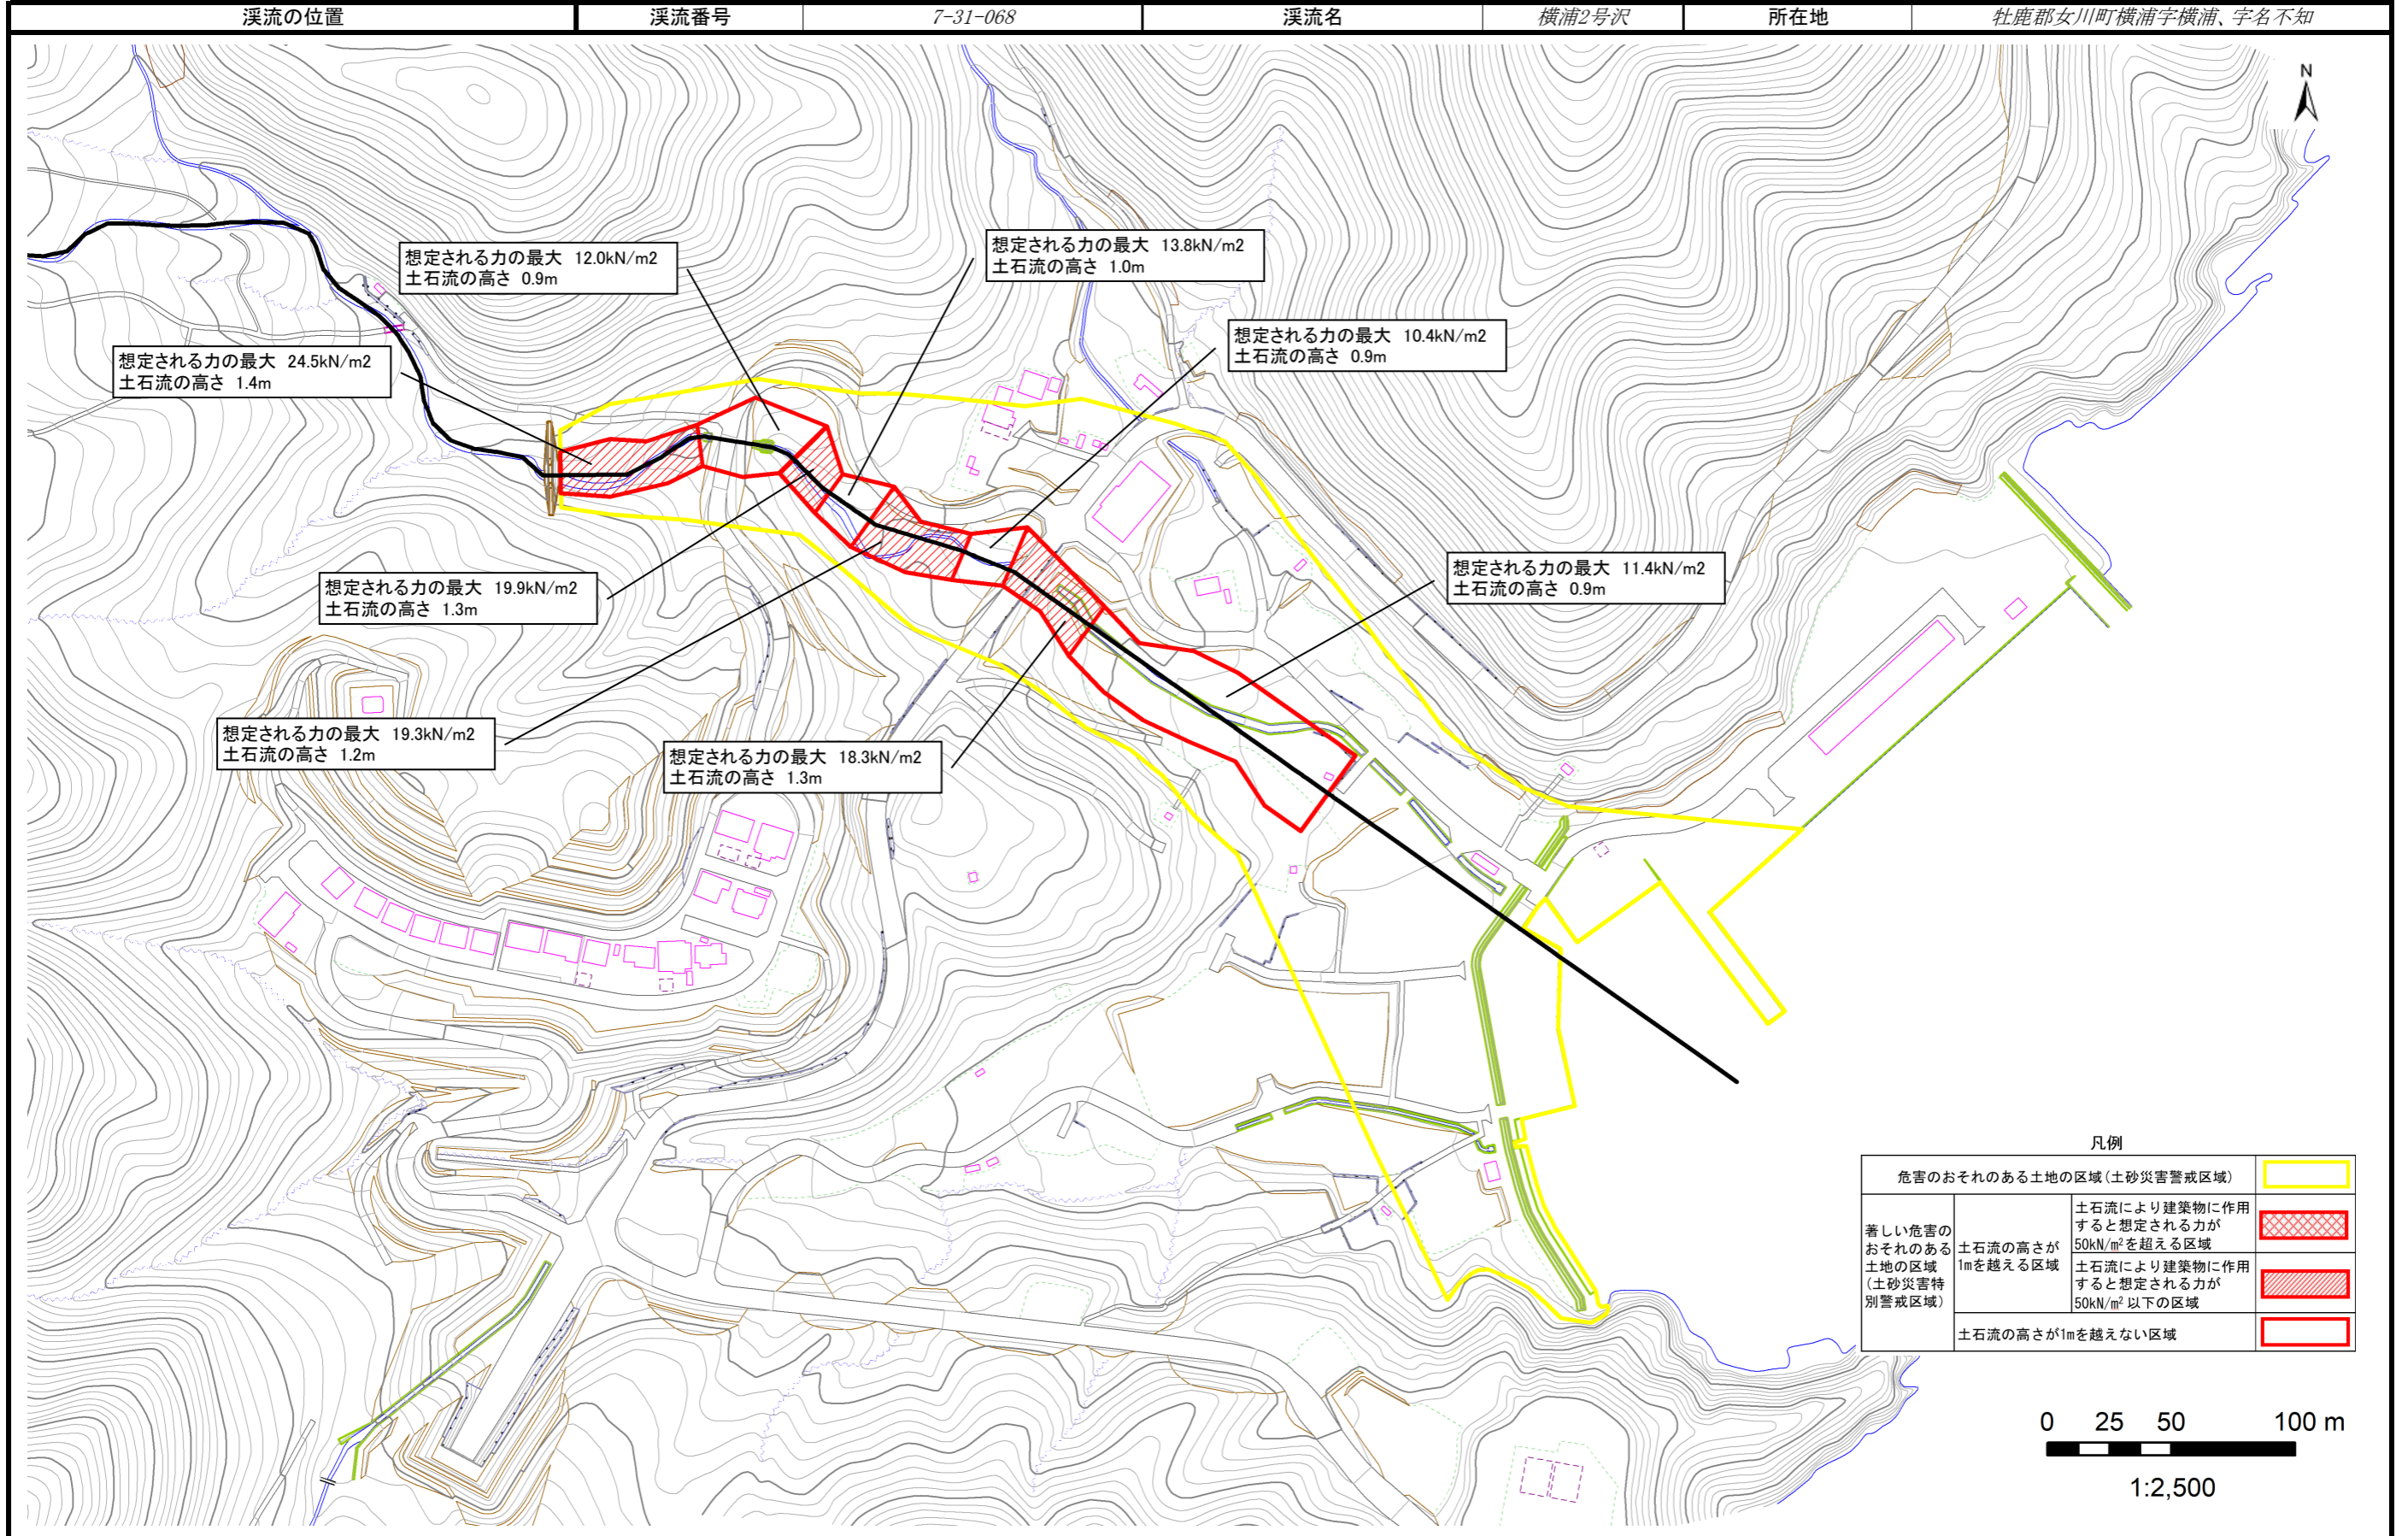 渓流の位置 渓流番号 7-31-068 渓流名 横浦2号沢 所在地 牡鹿郡女川町横浦字横浦、字名不知
N
想定される力の最大 12.0kN/m2
土石流の高さ 0.9m
想定される力の最大 13.8kN/m2
土石流の高さ 1.0m
想定される力の最大 10.4kN/m2
土石流の高さ 0.9m
想定される力の最大 24.5kN/m2
土石流の高さ 1.4m
想定される力の最大 19.9kN/m2
土石流の高さ 1.3m
想定される力の最大 11.4kN/m2
土石流の高さ 0.9m
想定される力の最大 19.3kN/m2
土石流の高さ 1.2m
想定される力の最大 18.3kN/m2
土石流の高さ 1.3m
凡例
危害のおそれのある土地の区域(土砂災害警戒区域)
著しい危害の
おそれのある
土地の区域
(土砂災害特
別警戒区域)
土石流の高さが
1mを越える区域
土石流により建築物に作用
すると想定される力が
50kN/㎡を超える区域
土石流により建築物に作用
すると想定される力が
50kN/㎡以下の区域
土石流の高さが1mを越えない区域
0 25 50 100 m
1:2,500